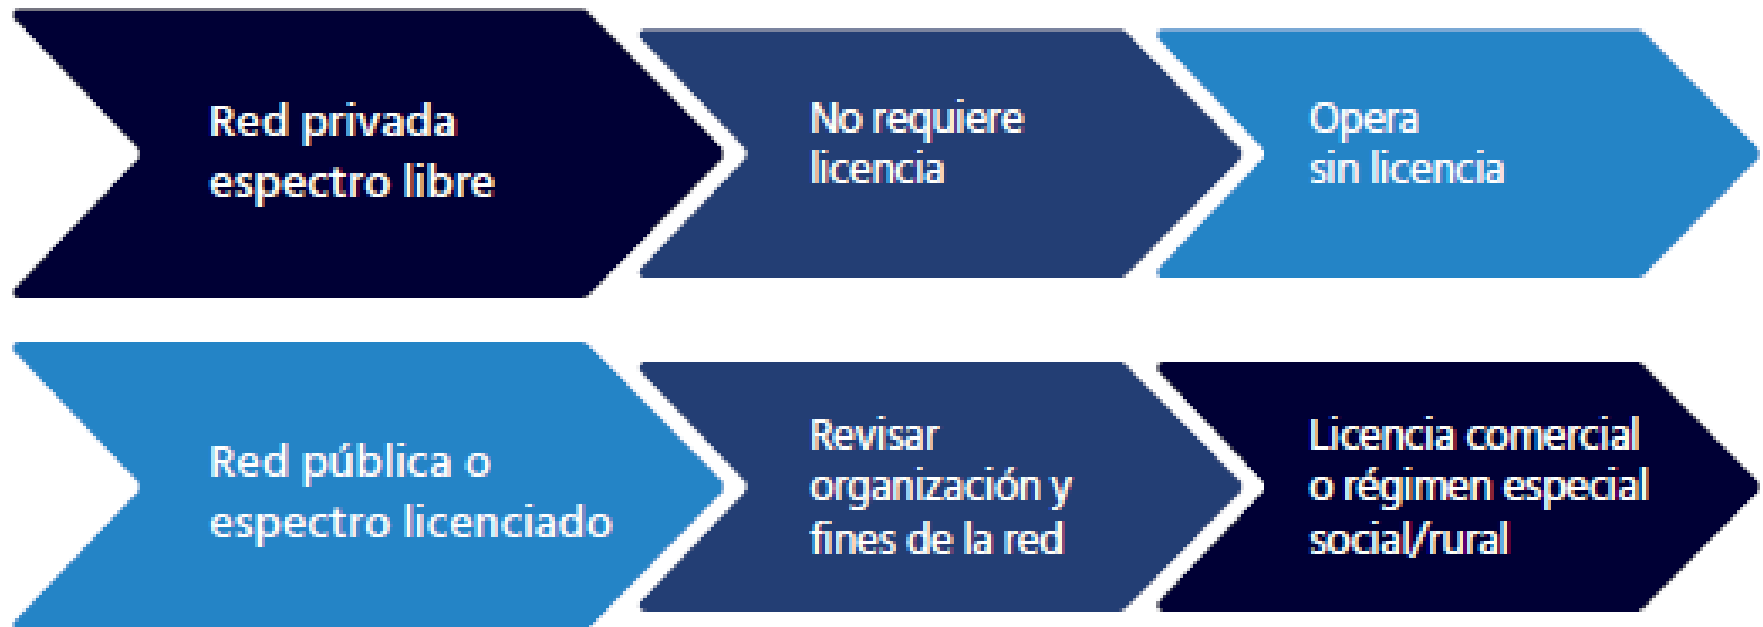 Red privada
espectro libre
No requiere
licencia
Opera
sin licencia
Red pública o
espectro licenciado
Revisar
organización y
fines de la red
Licencia comercial
o régimen especial
social/rural